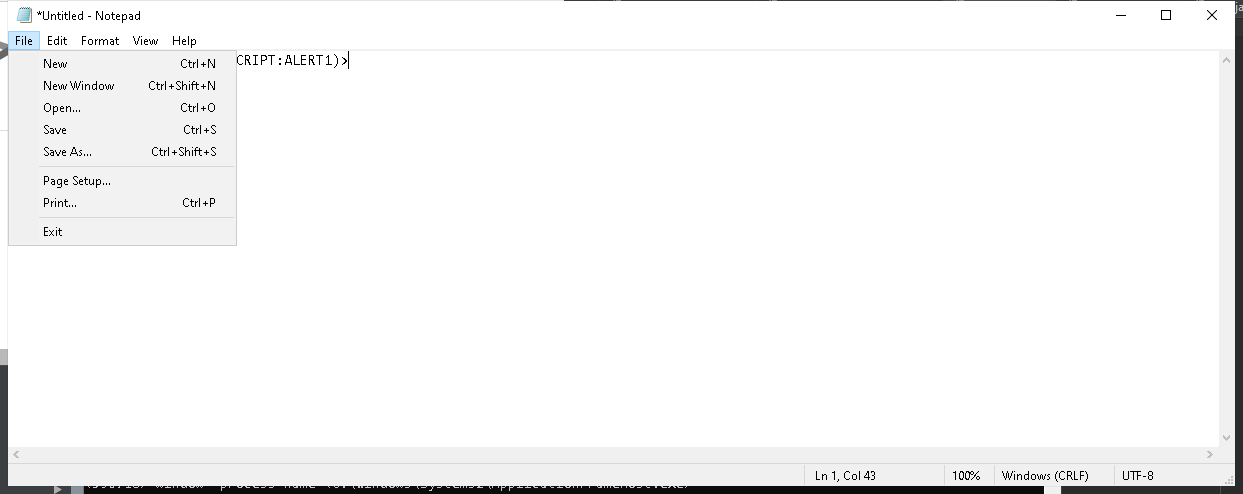 *Untitled - Notepad
File Edit Format View Help
CRIPT:ALERT1)>
New Ctrl+N
New Window Ctrl+Shift+N
Open... Ctrl+O
Save Ctrl+S
Save As... Ctrl+Shift+S
Page Setup...
Print... Ctrl+P
Exit
Ln 1, Col 43 100% Windows (CRLF) UTF-8